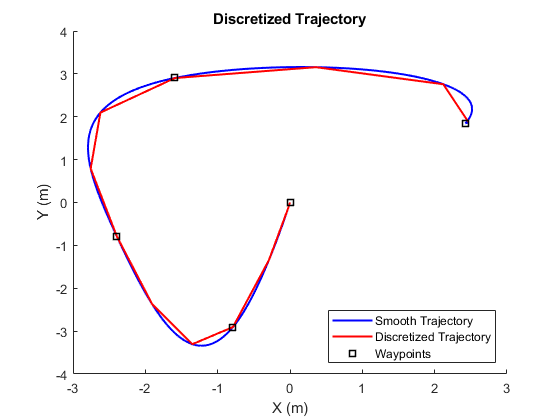 Discretized Trajectory
4
3
2
1
0
-1
-2
-3
-4
Y (m)
-3
-2
-1
0
1
2
3
X (m)
Smooth Trajectory
Discretized Trajectory
Waypoints